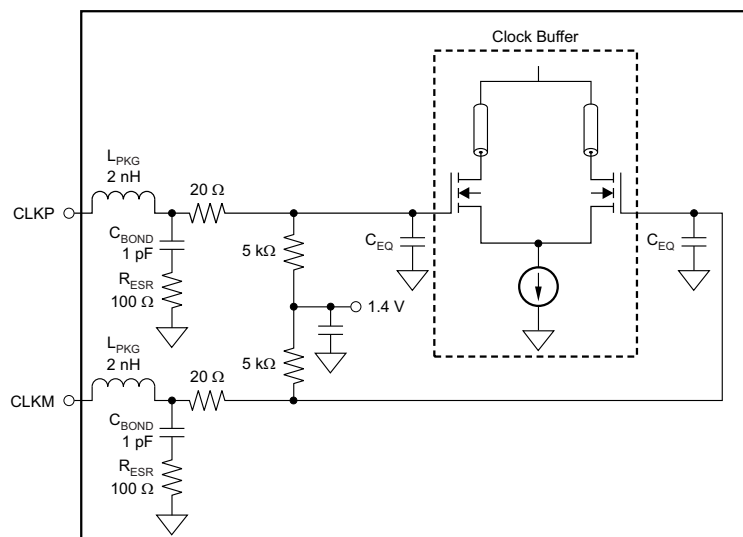 Clock Buffer
L_PKG
2 nH
20 Ω
CLKP
C_BOND
1 pF
5 kΩ
C_EQ
C_EQ
R_ESR
100 Ω
1.4 V
L_PKG
2 nH
5 kΩ
20 Ω
CLKM
C_BOND
1 pF
R_ESR
100 Ω